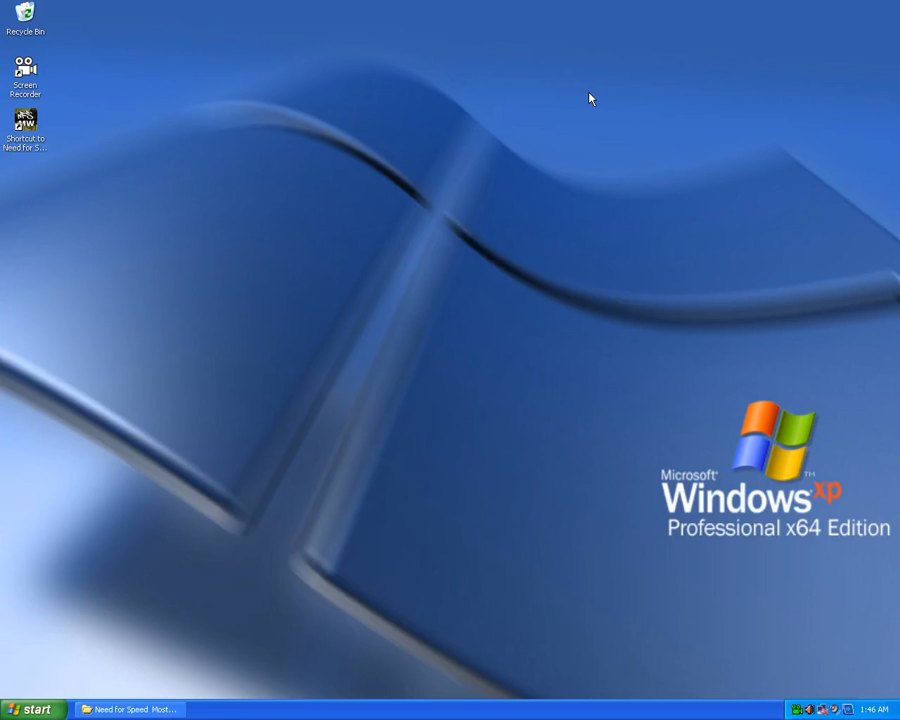 Recycle Bin
Screen
Recorder
Shortcut to
Need for S...
Microsoft®
Windows xp TM
Professional x64 Edition
start
Need for Speed Most...
1:46 AM